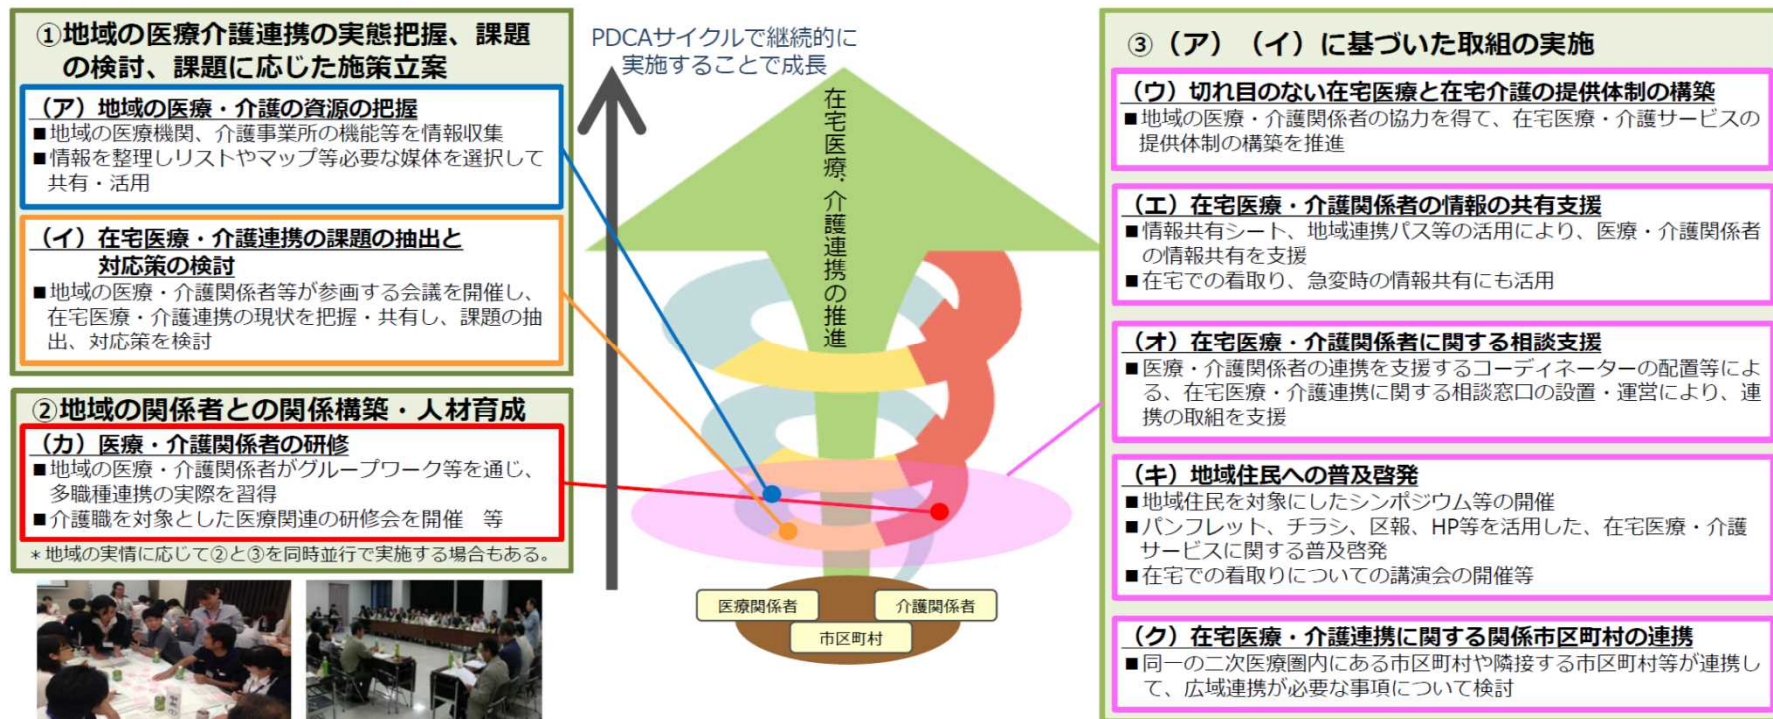 ①地域の医療介護連携の実態把握、課題
の検討、課題に応じた施策立案
（ア）地域の医療・介護の資源の把握
■地域の医療機関、介護事業所の機能等を情報収集
■情報を整理しリストやマップ等必要な媒体を選択して
共有・活用
（イ）在宅医療・介護連携の課題の抽出と
対応策の検討
■地域の医療・介護関係者等が参画する会議を開催し、
在宅医療・介護連携の現状を把握・共有し、課題の抽
出、対応策を検討
②地域の関係者との関係構築・人材育成
（カ）医療・介護関係者の研修
■地域の医療・介護関係者がグループワーク等を通じ、
多職種連携の実際を習得
■介護職を対象とした医療関連の研修会を開催　等
＊地域の実情に応じて②と③を同時並行で実施する場合もある。
PDCAサイクルで継続的に
実施することで成長
在宅医療・介護連携の推進
医療関係者
介護関係者
市区町村
③（ア）（イ）に基づいた取組の実施
（ウ）切れ目のない在宅医療と在宅介護の提供体制の構築
■地域の医療・介護関係者の協力を得て、在宅医療・介護サービスの
提供体制の構築を推進
（エ）在宅医療・介護関係者の情報の共有支援
■情報共有シート、地域連携パス等の活用により、医療・介護関係者
の情報共有を支援
■在宅での看取り、急変時の情報共有にも活用
（オ）在宅医療・介護関係者に関する相談支援
■医療・介護関係者の連携を支援するコーディネーターの配置等によ
る、在宅医療・介護連携に関する相談窓口の設置・運営により、連
携の取組を支援
（キ）地域住民への普及啓発
■地域住民を対象にしたシンポジウム等の開催
■パンフレット、チラシ、区報、HP等を活用した、在宅医療・介護
サービスに関する普及啓発
■在宅での看取りについての講演会の開催等
（ク）在宅医療・介護連携に関する関係市区町村の連携
■同一の二次医療圏内にある市区町村や隣接する市区町村等が連携し
て、広域連携が必要な事項について検討